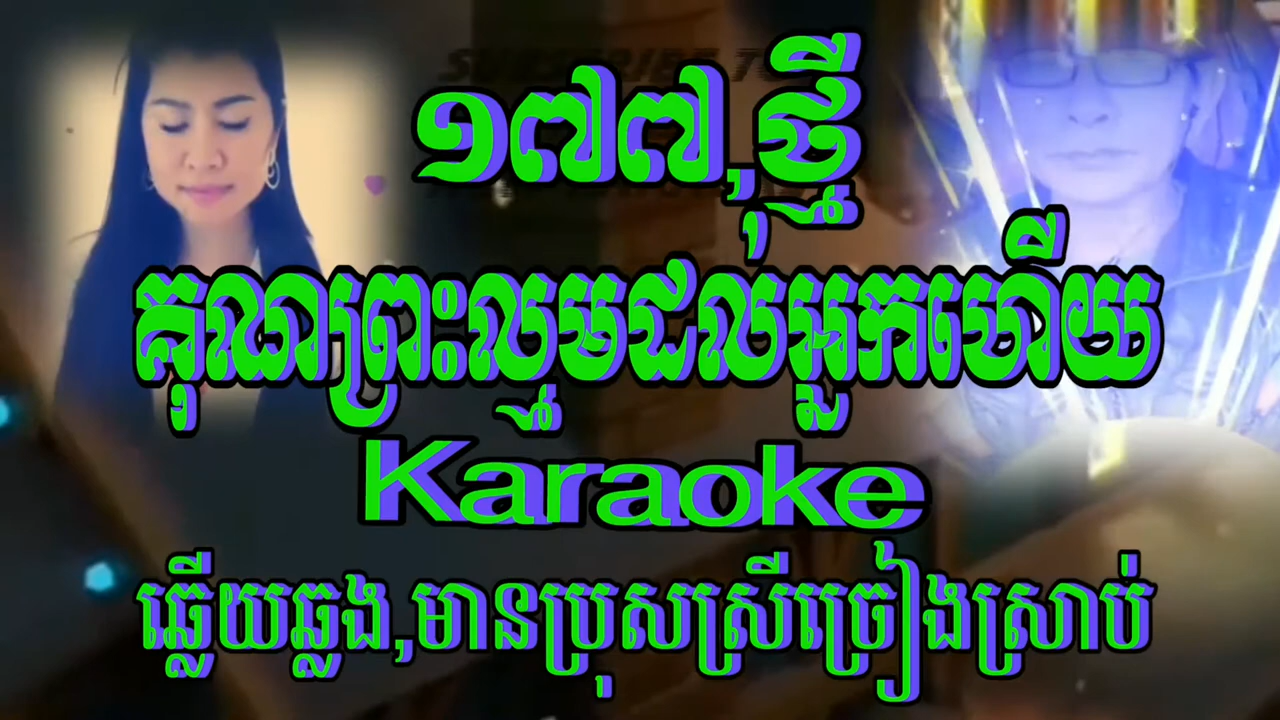 ១៧៧,ថ្មី
គុណព្រះល្មមដល់អ្នកហើយ
Karaoke
ឆ្លើយឆ្លង,មានប្រុសស្រីច្រៀងស្រាប់